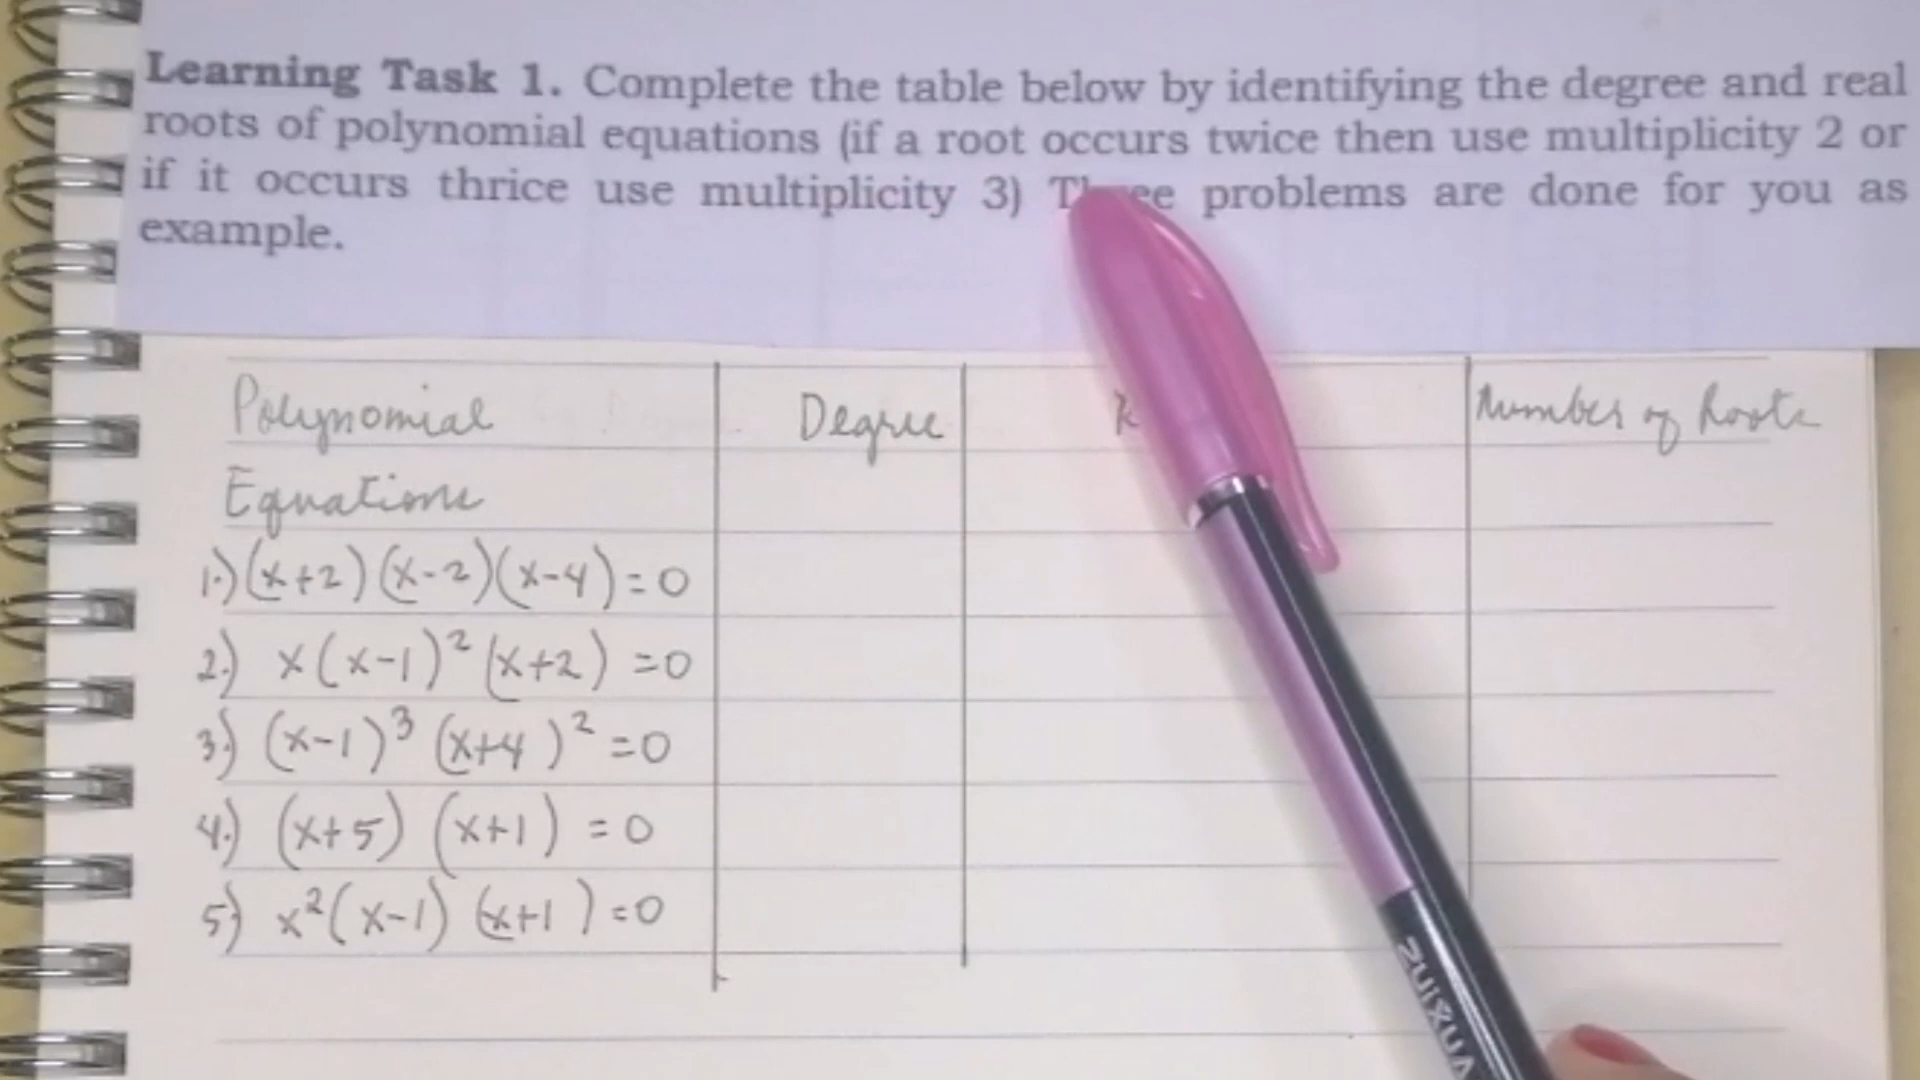 Learning Task 1. Complete the table below by identifying the degree and real
roots of polynomial equations (if a root occurs twice then use multiplicity 2 or
if it occurs thrice use multiplicity 3) Three problems are done for you as
example.
Polynomial Degree Number of Roots
Equations
1.) (x+2) (x-2)(x-4)=0
2.) x(x-1)² (x+2) =0
3.) (x-1)³ (x+4)² =0
4.) (x+5) (x+1) = 0
5.) x²(x-1) (x+1) =0